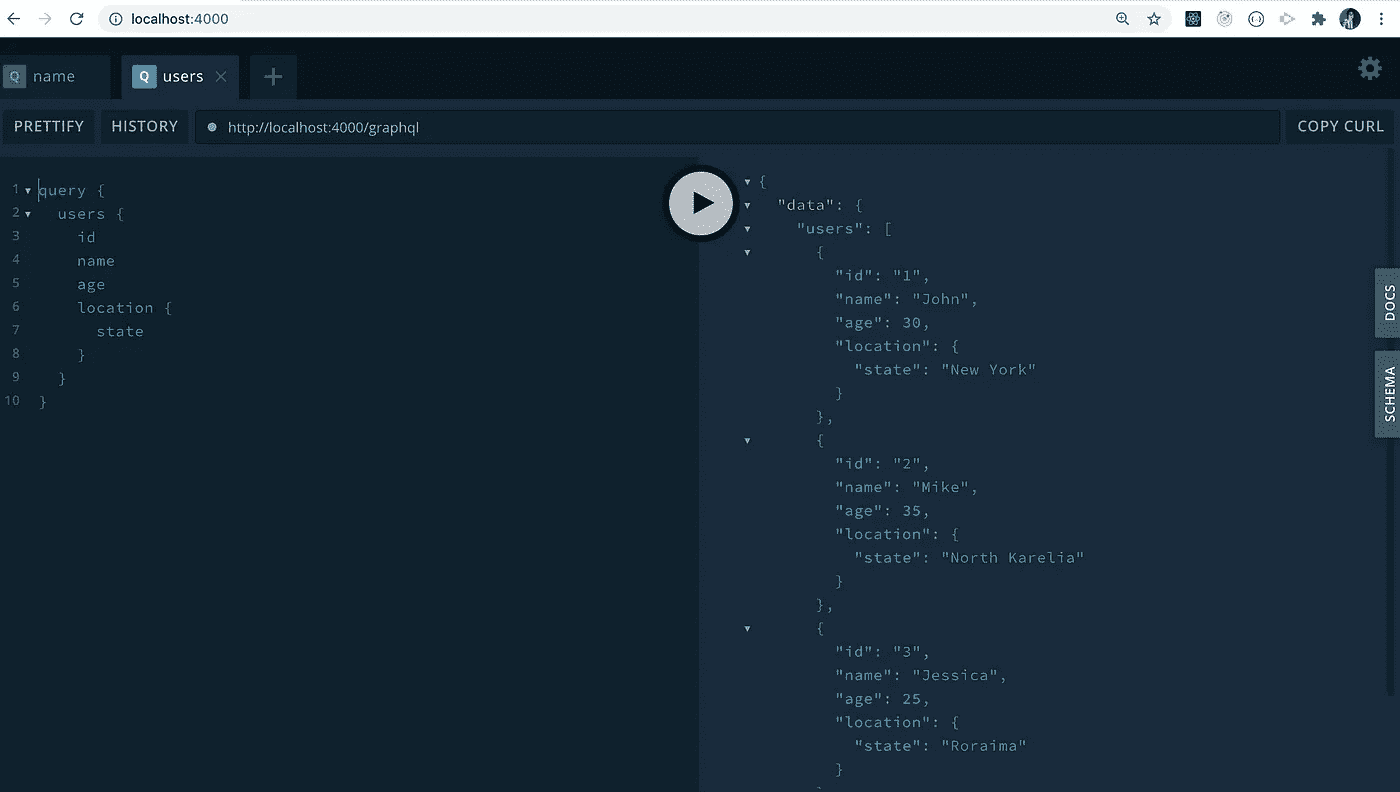 localhost:4000
Q name
Q users
PRETTIFY HISTORY http://localhost:4000/graphql COPY CURL
1 query {
2 users {
3 id
4 name
5 age
6 location {
7 state
8 }
9 }
10 }
{
"data": {
"users": [
{
"id": "1",
"name": "John",
"age": 30,
"location": {
"state": "New York"
}
},
{
"id": "2",
"name": "Mike",
"age": 35,
"location": {
"state": "North Karelia"
}
},
{
"id": "3",
"name": "Jessica",
"age": 25,
"location": {
"state": "Roraima"
}
DOCS
SCHEMA